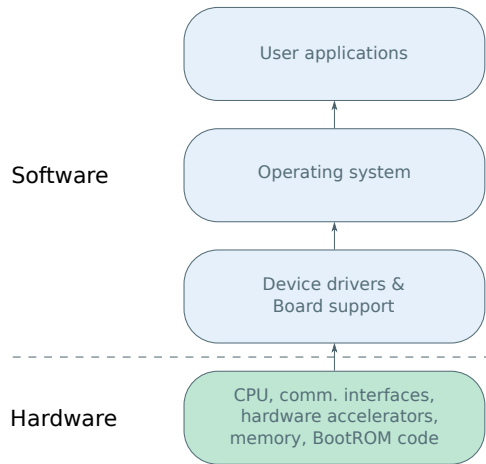 User applications
Software
Operating system
Device drivers &
Board support
Hardware
CPU, comm. interfaces,
hardware accelerators,
memory, BootROM code